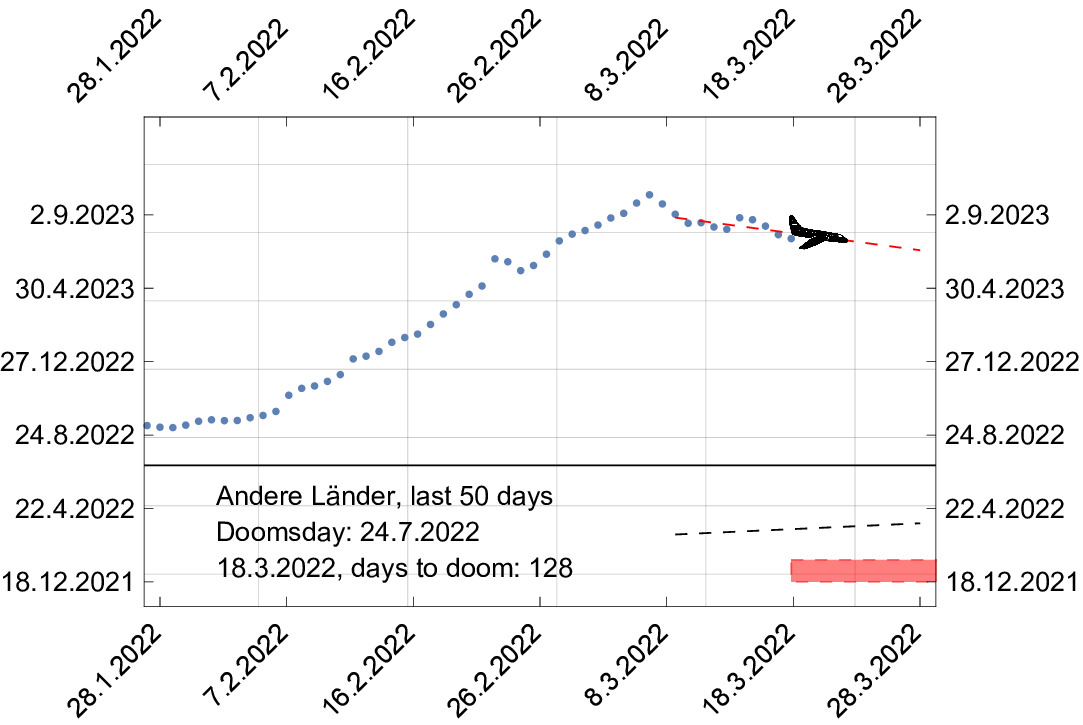 28.1.2022 7.2.2022 16.2.2022 26.2.2022 8.3.2022 18.3.2022 28.3.2022
2.9.2023 2.9.2023
30.4.2023 30.4.2023
27.12.2022 27.12.2022
24.8.2022 24.8.2022
Andere Länder, last 50 days
22.4.2022 22.4.2022
Doomsday: 24.7.2022
18.3.2022, days to doom: 128
18.12.2021 18.12.2021
28.1.2022 7.2.2022 16.2.2022 26.2.2022 8.3.2022 18.3.2022 28.3.2022